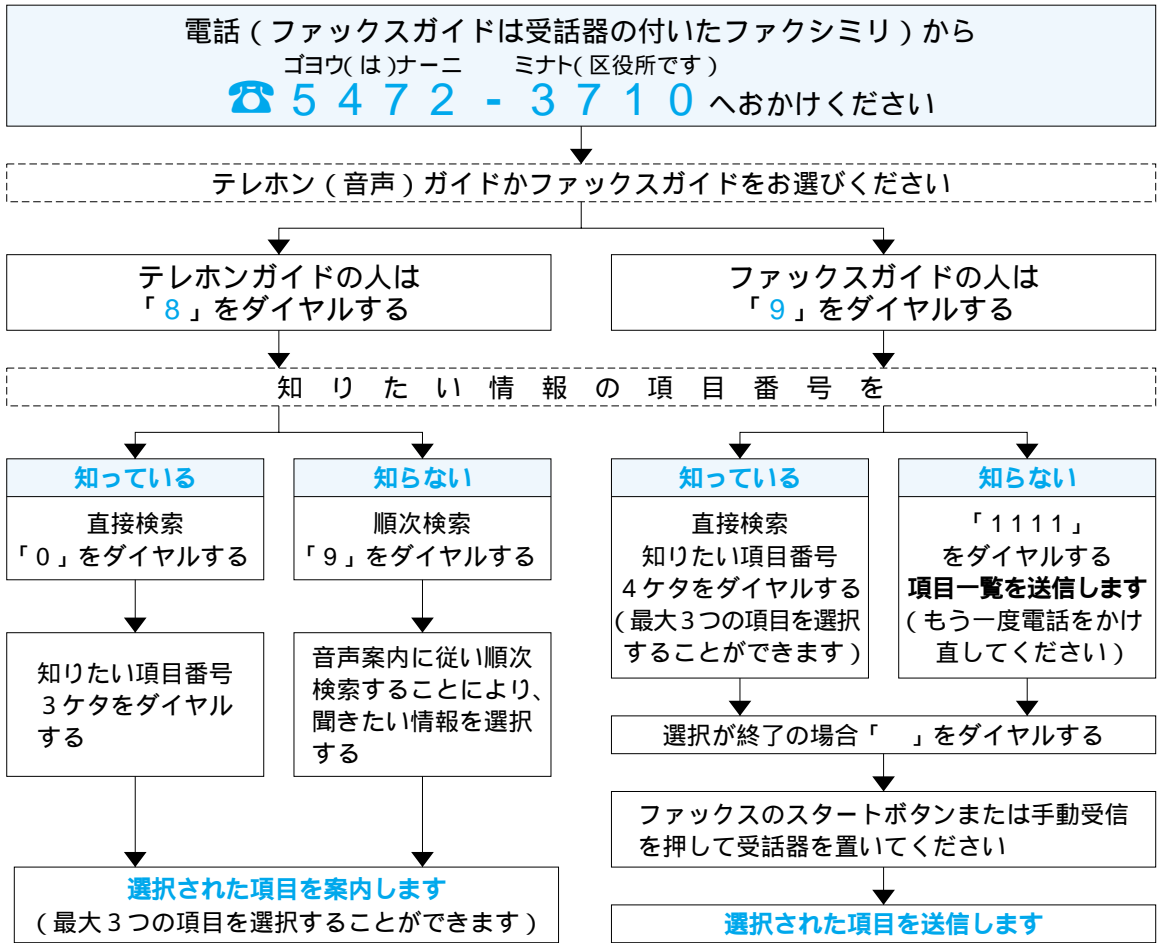 電話(ファックスガイドは受話器の付いたファクシミリ)から
ゴヨウ(は)ナーニ ミナト(区役所です)
☎5472-3710へおかけください
テレホン(音声)ガイドかファックスガイドをお選びください
テレホンガイドの人は
「8」をダイヤルする
ファックスガイドの人は
「9」をダイヤルする
知りたい情報の項目番号を
知っている
直接検索
「0」をダイヤルする
知りたい項目番号
3ケタをダイヤル
する
知らない
順次検索
「9」をダイヤルする
音声案内に従い順次
検索することにより、
聞きたい情報を選択
する
選択された項目を案内します
(最大3つの項目を選択することができます)
知っている
直接検索
知りたい項目番号
4ケタをダイヤルする
(最大3つの項目を選択
することができます)
知らない
「1111」
をダイヤルする
項目一覧を送信します
(もう一度電話をかけ
直してください)
選択が終了の場合「 」をダイヤルする
ファックスのスタートボタンまたは手動受信
を押して受話器を置いてください
選択された項目を送信します